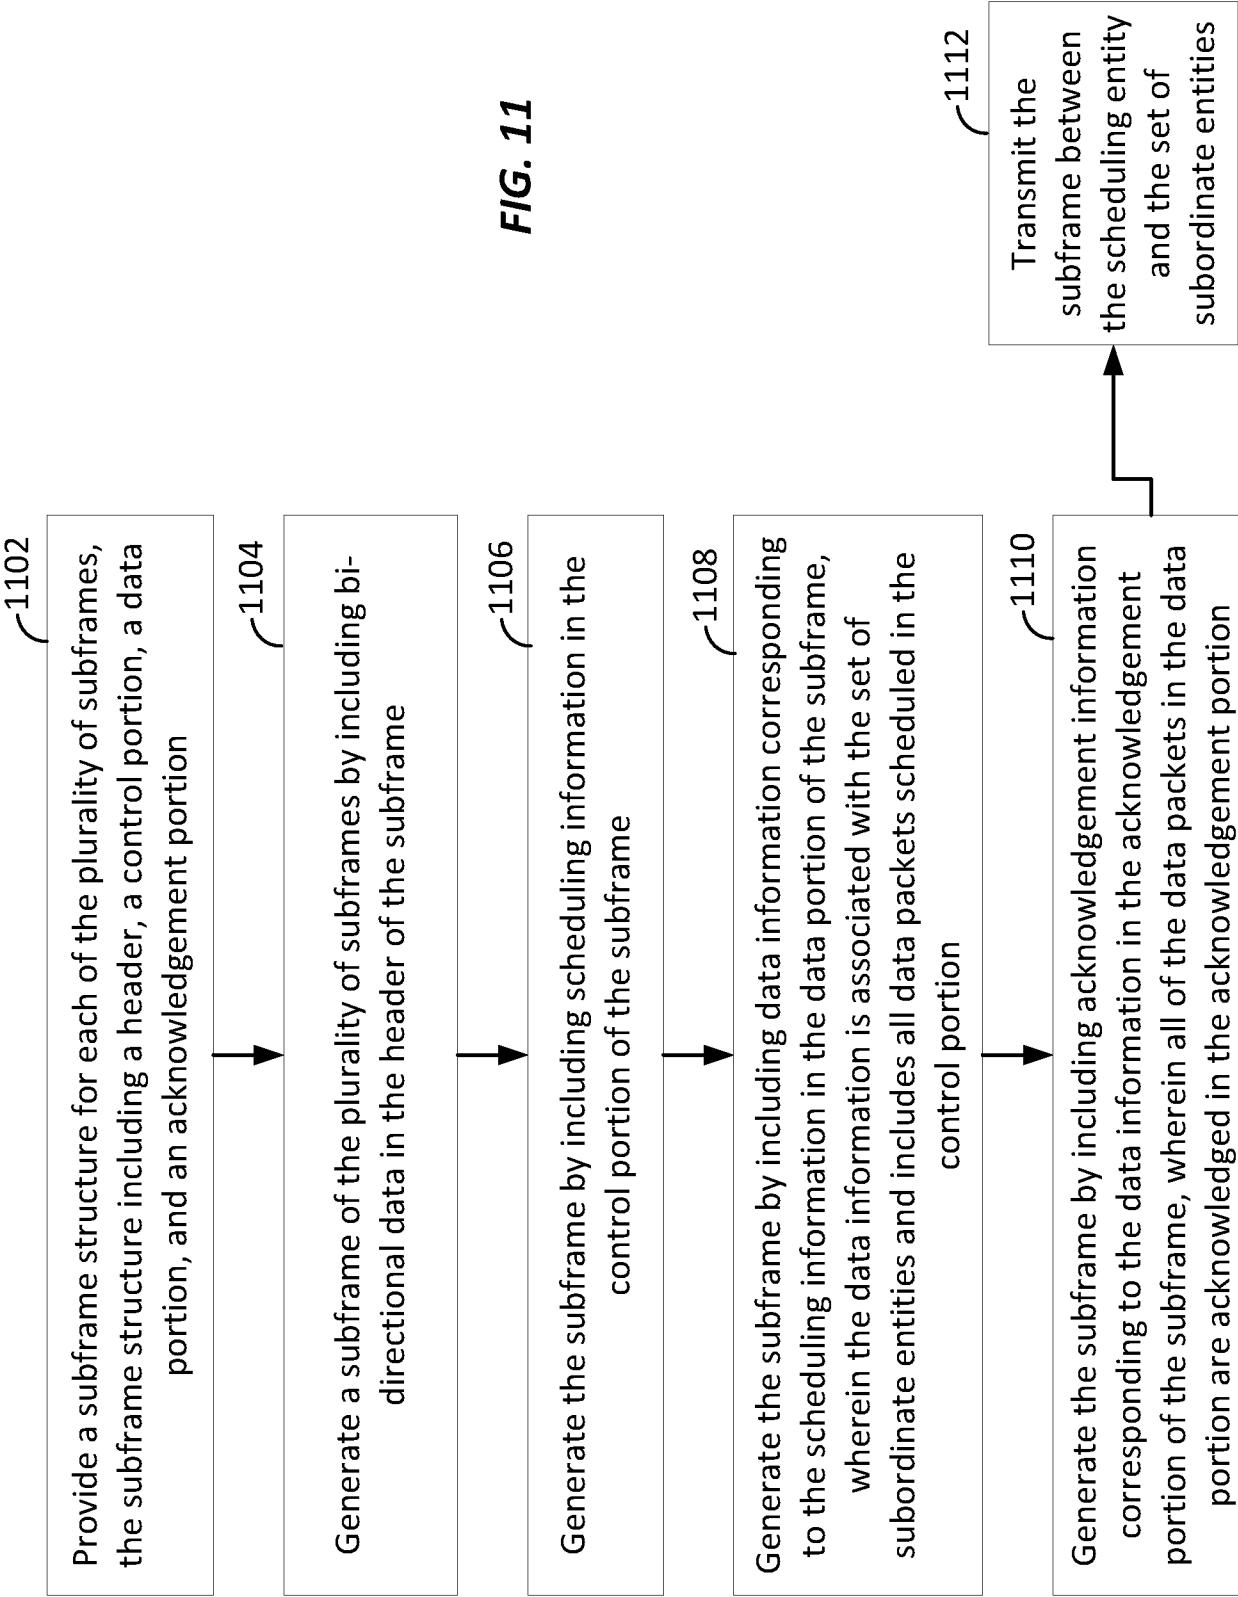 1102
Provide a subframe structure for each of the plurality of subframes,
the subframe structure including a header, a control portion, a data
portion, and an acknowledgement portion
1104
Generate a subframe of the plurality of subframes by including bi-
directional data in the header of the subframe
1106
Generate the subframe by including scheduling information in the
control portion of the subframe
1108
Generate the subframe by including data information corresponding
to the scheduling information in the data portion of the subframe,
wherein the data information is associated with the set of
subordinate entities and includes all data packets scheduled in the
control portion
1110
Generate the subframe by including acknowledgement information
corresponding to the data information in the acknowledgement
portion of the subframe, wherein all of the data packets in the data
portion are acknowledged in the acknowledgement portion
1112
Transmit the
subframe between
the scheduling entity
and the set of
subordinate entities
FIG. 11